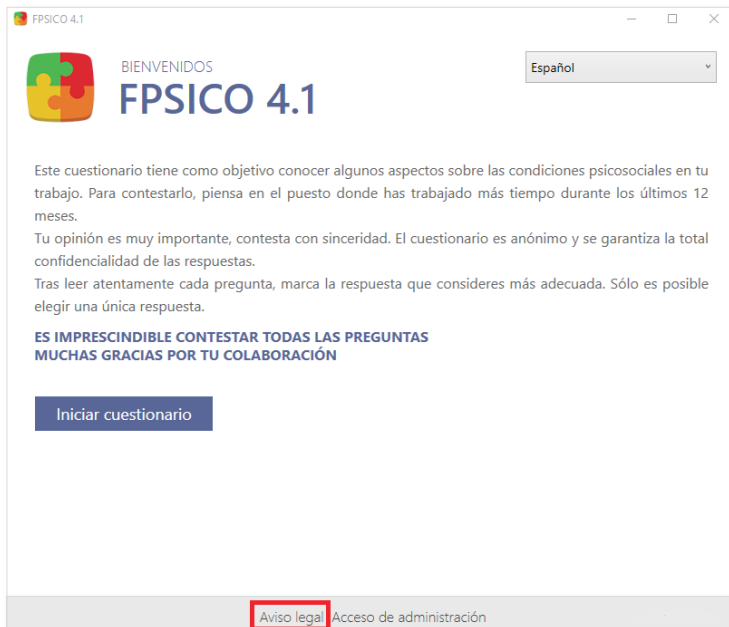 FPSICO 4.1
BIENVENIDOS
Español
FPSICO 4.1
Este cuestionario tiene como objetivo conocer algunos aspectos sobre las condiciones psicosociales en tu
trabajo. Para contestarlo, piensa en el puesto donde has trabajado más tiempo durante los últimos 12
meses.
Tu opinión es muy importante, contesta con sinceridad. El cuestionario es anónimo y se garantiza la total
confidencialidad de las respuestas.
Tras leer atentamente cada pregunta, marca la respuesta que consideres más adecuada. Sólo es posible
elegir una única respuesta.
ES IMPRESCINDIBLE CONTESTAR TODAS LAS PREGUNTAS
MUCHAS GRACIAS POR TU COLABORACIÓN
Iniciar cuestionario
Aviso legal Acceso de administración